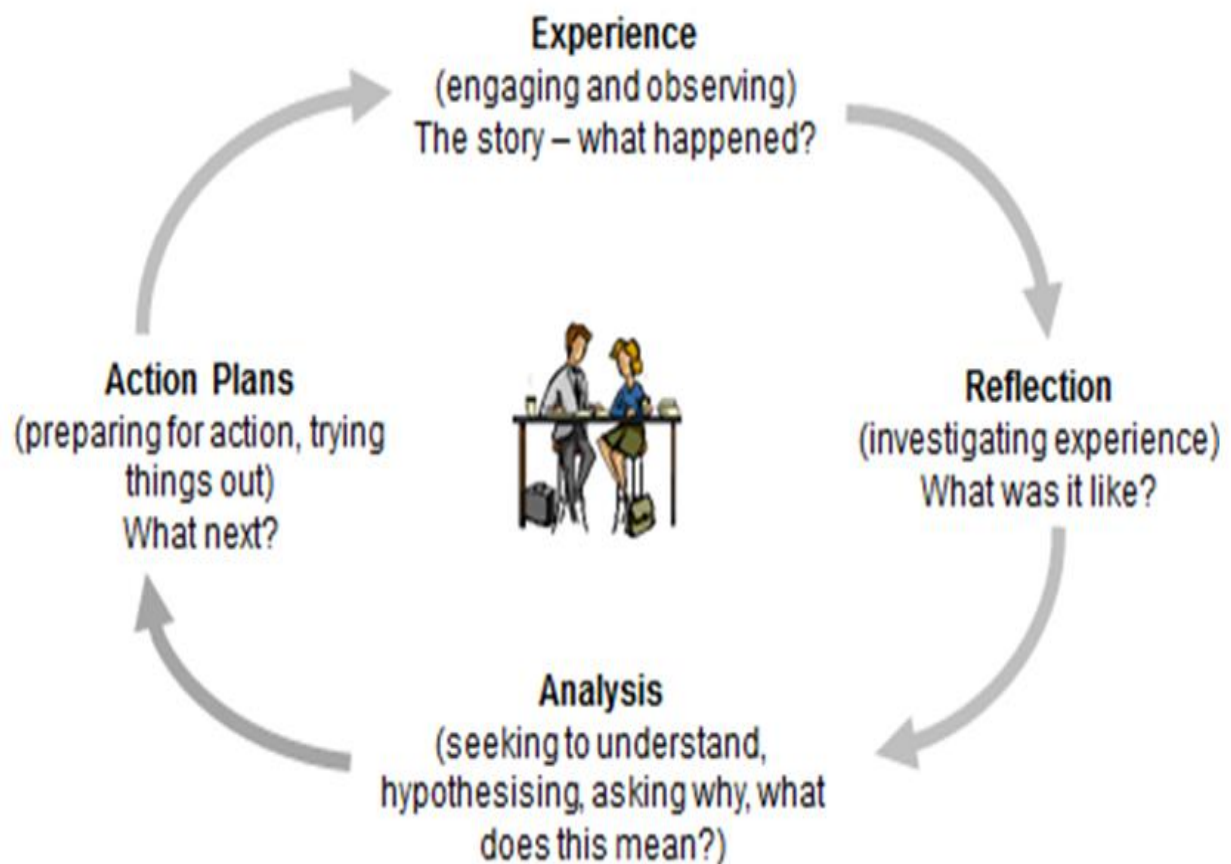 Experience
(engaging and observing)
The story – what happened?
Reflection
(investigating experience)
What was it like?
Analysis
(seeking to understand,
hypothesising, asking why, what
does this mean?)
Action Plans
(preparing for action, trying
things out)
What next?